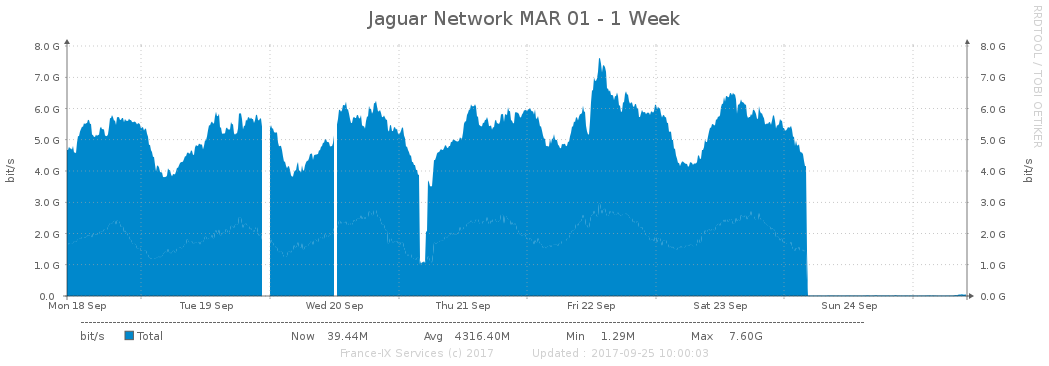 Jaguar Network MAR 01 - 1 Week
RRDTOOL / TOBI OETIKER
bit/s
bit/s
8.0 G 8.0 G
7.0 G 7.0 G
6.0 G 6.0 G
5.0 G 5.0 G
4.0 G 4.0 G
3.0 G 3.0 G
2.0 G 2.0 G
1.0 G 1.0 G
0.0 0.0 G
Mon 18 Sep Tue 19 Sep Wed 20 Sep Thu 21 Sep Fri 22 Sep Sat 23 Sep Sun 24 Sep
bit/s Total Now 39.44M Avg 4316.40M Min 1.29M Max 7.60G
France-IX Services (c) 2017 Updated : 2017-09-25 10:00:03